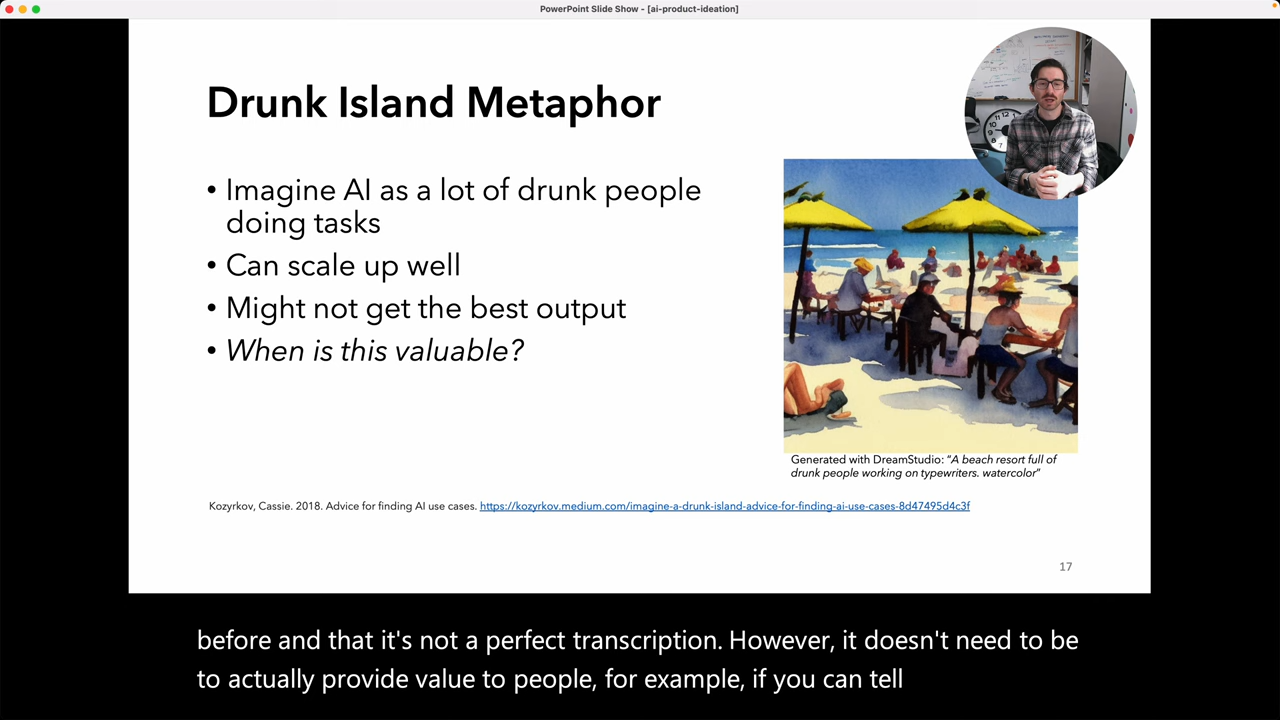 PowerPoint Slide Show - [ai-product-ideation]
Drunk Island Metaphor
• Imagine AI as a lot of drunk people
doing tasks
• Can scale up well
• Might not get the best output
• When is this valuable?
Generated with DreamStudio: "A beach resort full of
drunk people working on typewriters. watercolor"
Kozyrkov, Cassie. 2018. Advice for finding AI use cases. https://kozyrkov.medium.com/imagine-a-drunk-island-advice-for-finding-ai-use-cases-8d47495d4c3f
17
before and that it's not a perfect transcription. However, it doesn't need to be
to actually provide value to people, for example, if you can tell